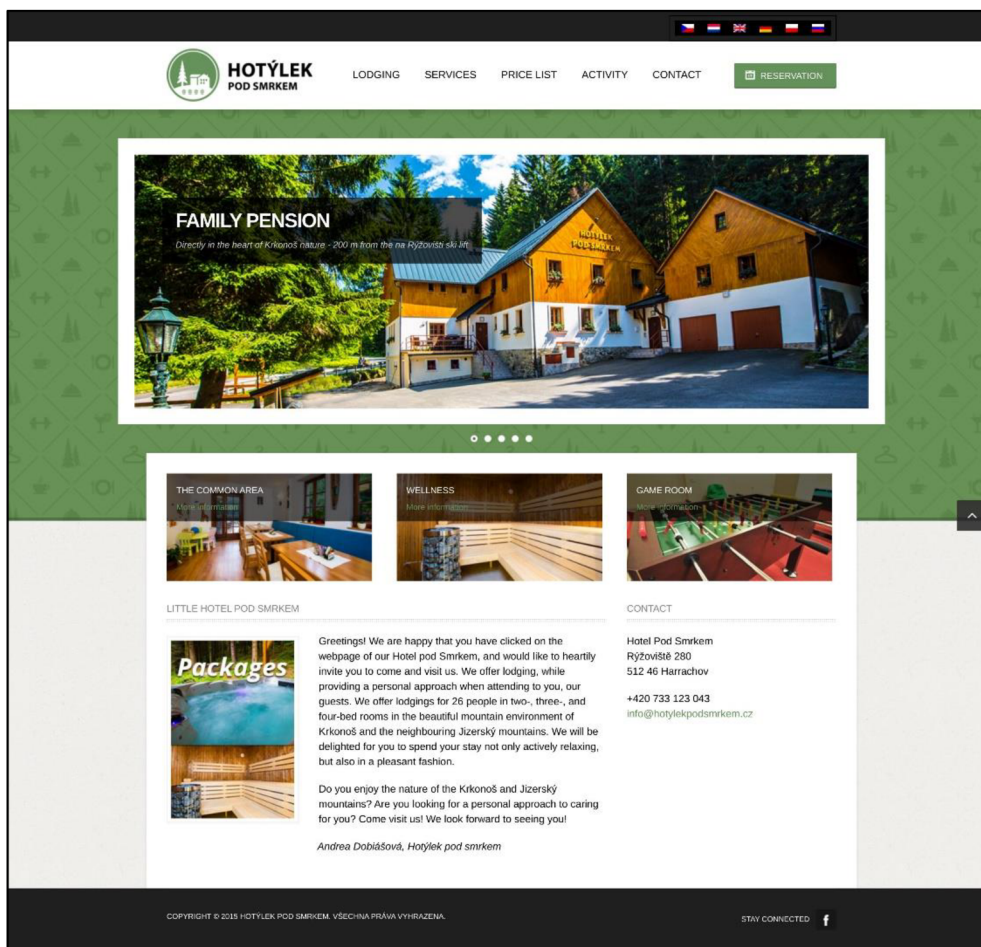 HOTÝLEK
POD SMRKEM
LODGING
SERVICES
PRICE LIST
ACTIVITY
CONTACT
RESERVATION
FAMILY PENSION
Directly in the heart of Krkonoš nature - 200 m from the na Rýžovišti ski lift
HOTÝLEK
POD SMRKEM
THE COMMON AREA
More information
WELLNESS
More information
GAME ROOM
More information
LITTLE HOTEL POD SMRKEM
Packages
Greetings! We are happy that you have clicked on the
webpage of our Hotel pod Smrkem, and would like to heartily
invite you to come and visit us. We offer lodging, while
providing a personal approach when attending to you, our
guests. We offer lodgings for 26 people in two-, three-, and
four-bed rooms in the beautiful mountain environment of
Krkonoš and the neighbouring Jizerský mountains. We will be
delighted for you to spend your stay not only actively relaxing,
but also in a pleasant fashion.
Do you enjoy the nature of the Krkonoš and Jizerský
mountains? Are you looking for a personal approach to caring
for you? Come visit us! We look forward to seeing you!
Andrea Dobiášová, Hotýlek pod smrkem
CONTACT
Hotel Pod Smrkem
Rýžoviště 280
512 46 Harrachov
+420 733 123 043
info@hotylekpodsmrkem.cz
COPYRIGHT © 2015 HOTÝLEK POD SMRKEM. VŠECHNA PRÁVA VYHRAZENA.
STAY CONNECTED